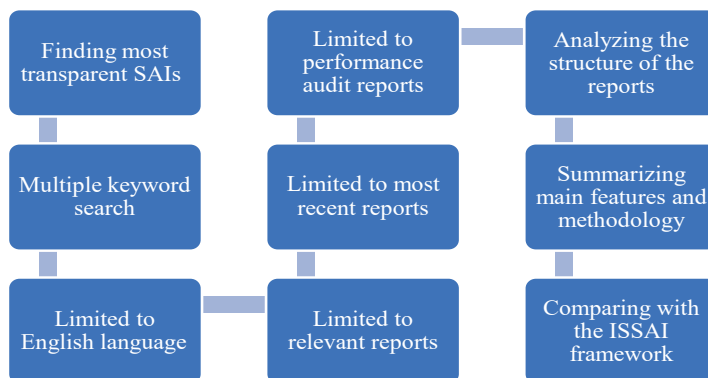 Finding most
transparent SAIs
Multiple keyword
search
Limited to
English language
Limited to
relevant reports
Limited to most
recent reports
Limited to
performance
audit reports
Analyzing the
structure of the
reports
Summarizing
main features and
methodology
Comparing with
the ISSAI
framework